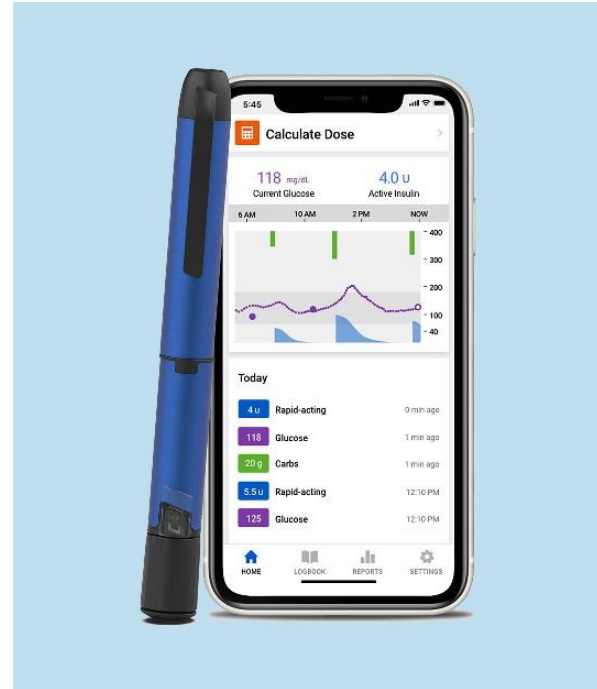 5:45
Calculate Dose
118 mg/dL 4.0 U
Current Glucose Active Insulin
6 AM 10 AM 2 PM NOW
400
300
200
100
40
Today
4 U Rapid-acting 0 min ago
118 Glucose 1 min ago
20 g Carbs 1 min ago
5.5 U Rapid-acting 12:10 PM
125 Glucose 12:10 PM
HOME LOGBOOK REPORTS SETTINGS